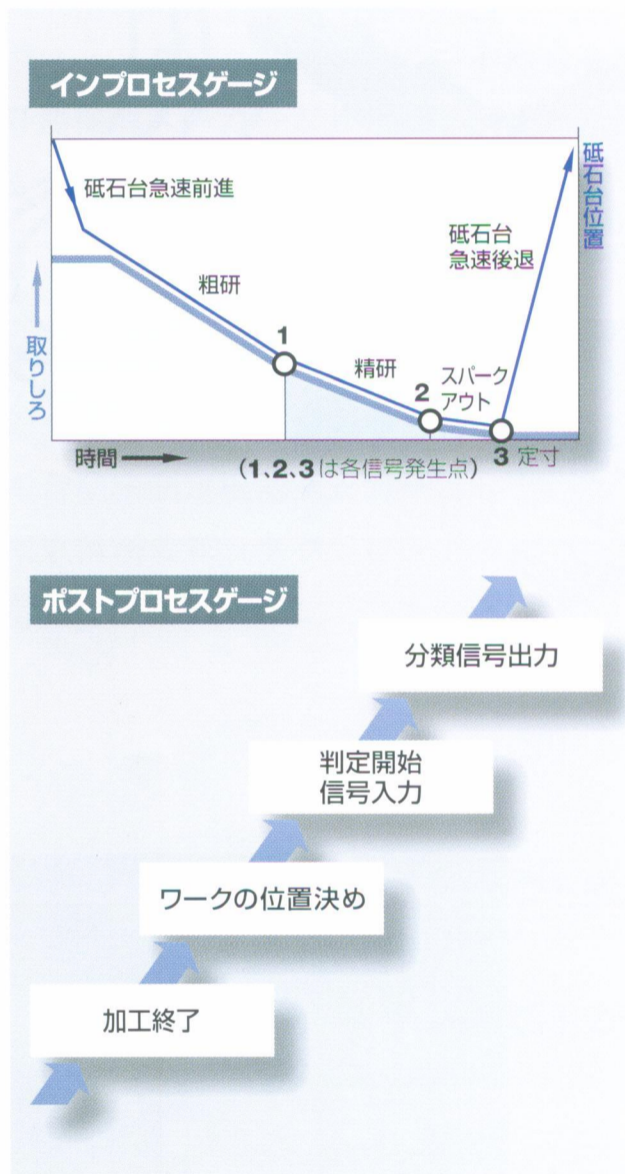 インプロセスゲージ
砥石台急速前進
砥石台位置
砥石台
急速後退
粗研
取りしろ
1
精研
2
スパーク
アウト
時間
(1、2、3は各信号発生点)
3 定寸
ポストプロセスゲージ
分類信号出力
判定開始
信号入力
ワークの位置決め
加工終了